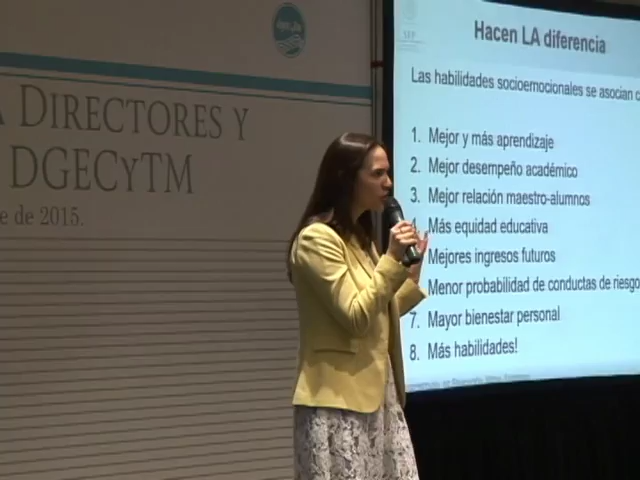 A DIRECTORES Y
DGECYTM
e de 2015.
SEP
Hacen LA diferencia
Las habilidades socioemocionales se asocian c
1. Mejor y más aprendizaje
2. Mejor desempeño académico
3. Mejor relación maestro-alumnos
4. Más equidad educativa
Mejores ingresos futuros
Menor probabilidad de conductas de riesgo
7. Mayor bienestar personal
8. Más habilidades!